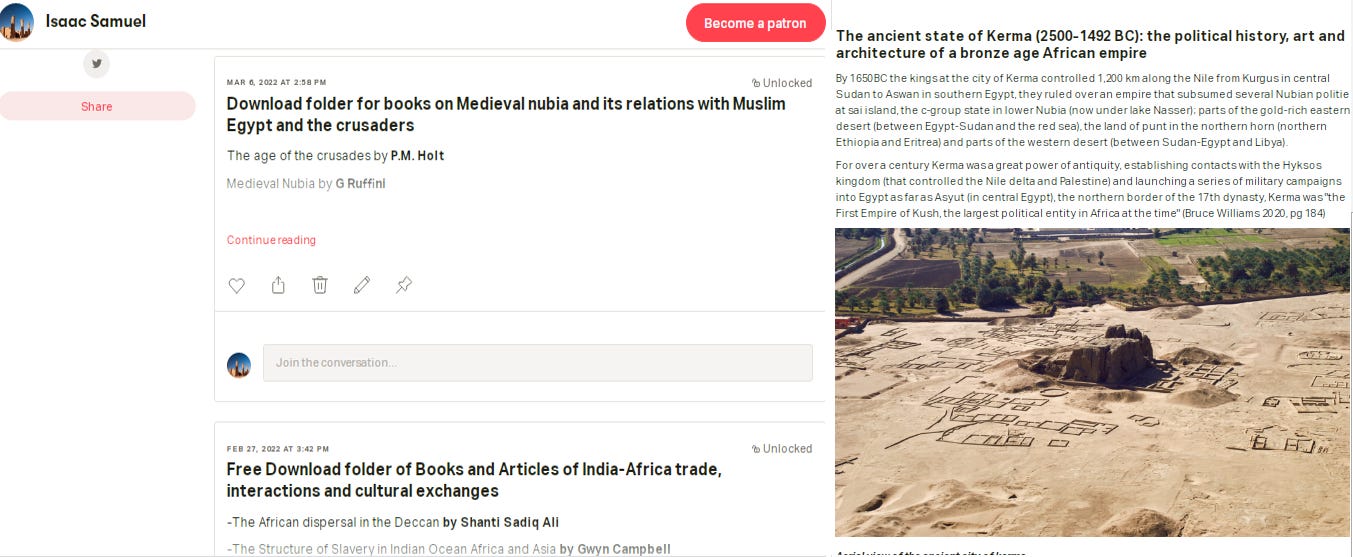 Isaac Samuel
Become a patron
Share
MAR 6, 2022 AT 2:58 PM
Unlocked
Download folder for books on Medieval nubia and its relations with Muslim
Egypt and the crusaders
The age of the crusades by P.M. Holt
Medieval Nubia by G Ruffini
Continue reading
Join the conversation...
FEB 27, 2022 AT 3:42 PM
Unlocked
Free Download folder of Books and Articles of India-Africa trade,
interactions and cultural exchanges
-The African dispersal in the Deccan by Shanti Sadiq Ali
-The Structure of Slavery in Indian Ocean Africa and Asia by Gwyn Campbell
The ancient state of Kerma (2500-1492 BC): the political history, art and
architecture of a bronze age African empire
By 1650BC the kings at the city of Kerma controlled 1,200 km along the Nile from Kurgus in central
Sudan to Aswan in southern Egypt, they ruled over an empire that subsumed several Nubian politie
at sai island, the c-group state in lower Nubia (now under lake Nasser); parts of the gold-rich eastern
desert (between Egypt-Sudan and the red sea), the land of punt in the northern horn (northern
Ethiopia and Eritrea) and parts of the western desert (between Sudan-Egypt and Libya).
For over a century Kerma was a great power of antiquity, establishing contacts with the Hyksos
kingdom (that controlled the Nile delta and Palestine) and launching a series of military campaigns
into Egypt as far as Asyut (in central Egypt), the northern border of the 17th dynasty, Kerma was "the
First Empire of Kush, the largest political entity in Africa at the time" (Bruce Williams 2020, pg 184)
Aerial view of the ancient city of kerma